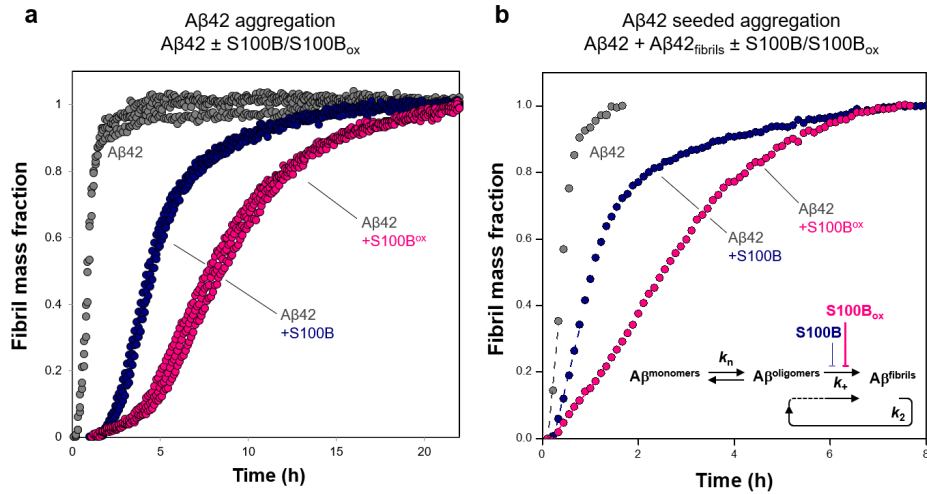 a
Aβ42 aggregation
Aβ42 ± S100B/S100Box
Fibril mass fraction
1
0.8
0.6
0.4
0.2
0
0
5
10
15
20
Time (h)
Aβ42
Aβ42
+S100Box
Aβ42
+S100B
b
Aβ42 seeded aggregation
Aβ42 + Aβ42fibrils ± S100B/S100Box
Fibril mass fraction
1.0
0.8
0.6
0.4
0.2
0.0
0
2
4
6
8
Time (h)
Aβ42
Aβ42
+S100B
Aβ42
+S100Box
S100Box
S100B
kn
Aβmonomers
Aβoligomers
k+
Aβfibrils
k2